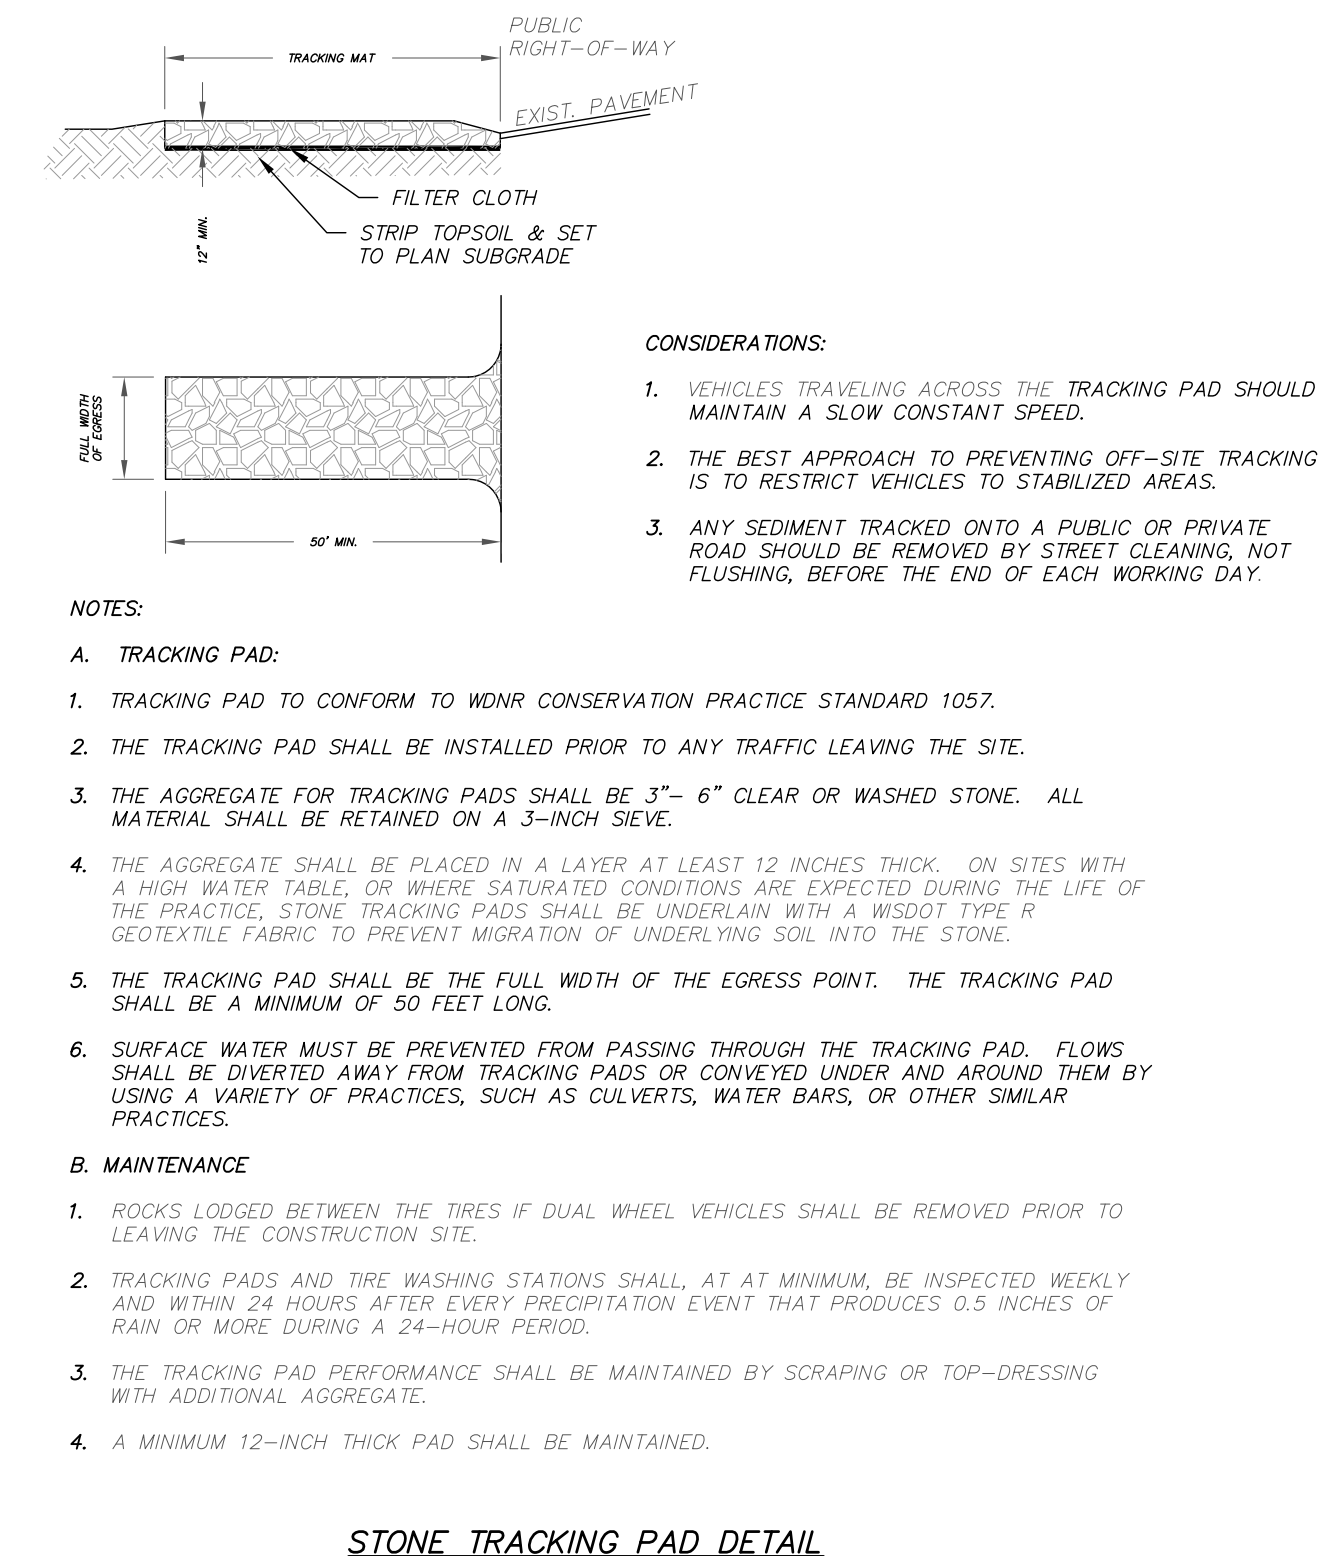 PUBLIC
RIGHT-OF-WAY
TRACKING MAT
EXIST. PAVEMENT
FILTER CLOTH
12" MIN.
STRIP TOPSOIL & SET
TO PLAN SUBGRADE
FULL WIDTH
OF EGRESS
50' MIN.
CONSIDERATIONS:
1. VEHICLES TRAVELING ACROSS THE TRACKING PAD SHOULD
MAINTAIN A SLOW CONSTANT SPEED.
2. THE BEST APPROACH TO PREVENTING OFF-SITE TRACKING
IS TO RESTRICT VEHICLES TO STABILIZED AREAS.
3. ANY SEDIMENT TRACKED ONTO A PUBLIC OR PRIVATE
ROAD SHOULD BE REMOVED BY STREET CLEANING, NOT
FLUSHING, BEFORE THE END OF EACH WORKING DAY.
NOTES:
A. TRACKING PAD:
1. TRACKING PAD TO CONFORM TO WDNR CONSERVATION PRACTICE STANDARD 1057.
2. THE TRACKING PAD SHALL BE INSTALLED PRIOR TO ANY TRAFFIC LEAVING THE SITE.
3. THE AGGREGATE FOR TRACKING PADS SHALL BE 3"- 6" CLEAR OR WASHED STONE. ALL
MATERIAL SHALL BE RETAINED ON A 3-INCH SIEVE.
4. THE AGGREGATE SHALL BE PLACED IN A LAYER AT LEAST 12 INCHES THICK. ON SITES WITH
A HIGH WATER TABLE, OR WHERE SATURATED CONDITIONS ARE EXPECTED DURING THE LIFE OF
THE PRACTICE, STONE TRACKING PADS SHALL BE UNDERLAIN WITH A WISDOT TYPE R
GEOTEXTILE FABRIC TO PREVENT MIGRATION OF UNDERLYING SOIL INTO THE STONE.
5. THE TRACKING PAD SHALL BE THE FULL WIDTH OF THE EGRESS POINT. THE TRACKING PAD
SHALL BE A MINIMUM OF 50 FEET LONG.
6. SURFACE WATER MUST BE PREVENTED FROM PASSING THROUGH THE TRACKING PAD. FLOWS
SHALL BE DIVERTED AWAY FROM TRACKING PADS OR CONVEYED UNDER AND AROUND THEM BY
USING A VARIETY OF PRACTICES, SUCH AS CULVERTS, WATER BARS, OR OTHER SIMILAR
PRACTICES.
B. MAINTENANCE
1. ROCKS LODGED BETWEEN THE TIRES IF DUAL WHEEL VEHICLES SHALL BE REMOVED PRIOR TO
LEAVING THE CONSTRUCTION SITE.
2. TRACKING PADS AND TIRE WASHING STATIONS SHALL, AT AT MINIMUM, BE INSPECTED WEEKLY
AND WITHIN 24 HOURS AFTER EVERY PRECIPITATION EVENT THAT PRODUCES 0.5 INCHES OF
RAIN OR MORE DURING A 24-HOUR PERIOD.
3. THE TRACKING PAD PERFORMANCE SHALL BE MAINTAINED BY SCRAPING OR TOP-DRESSING
WITH ADDITIONAL AGGREGATE.
4. A MINIMUM 12-INCH THICK PAD SHALL BE MAINTAINED.
STONE TRACKING PAD DETAIL